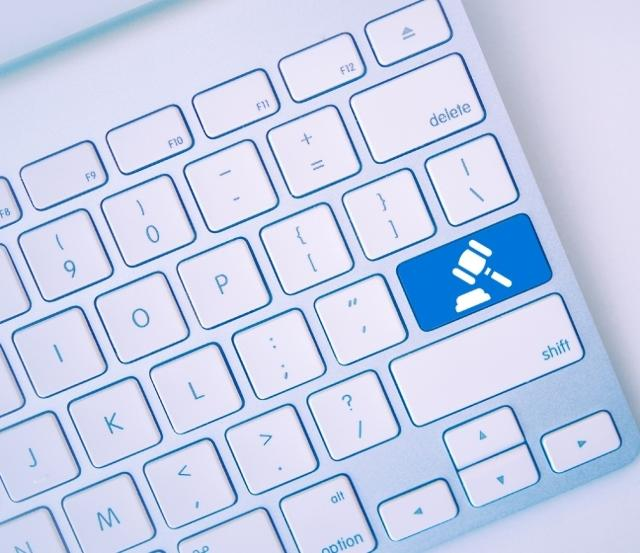 F8
F9
F10
F11
F12
delete
( 9
) 0
_ -
+ =
| \
I
O
P
{ [
} ]
J
K
L
: ;
" '
shift
M
< ,
> .
? /
alt
option